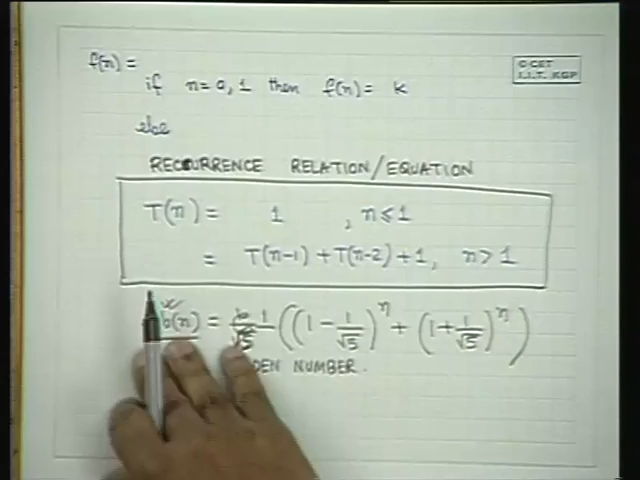 f(n) =
© CET
I.I.T. KGP
if n=0,1 then f(n) = k
else
RECURRENCE RELATION/EQUATION
T(n) = 1 , n≤1
= T(n-1) + T(n-2) + 1, n>1
b(n) = 1/√5 ((1 - 1/√5)^n + (1 + 1/√5)^n)
DEN NUMBER.